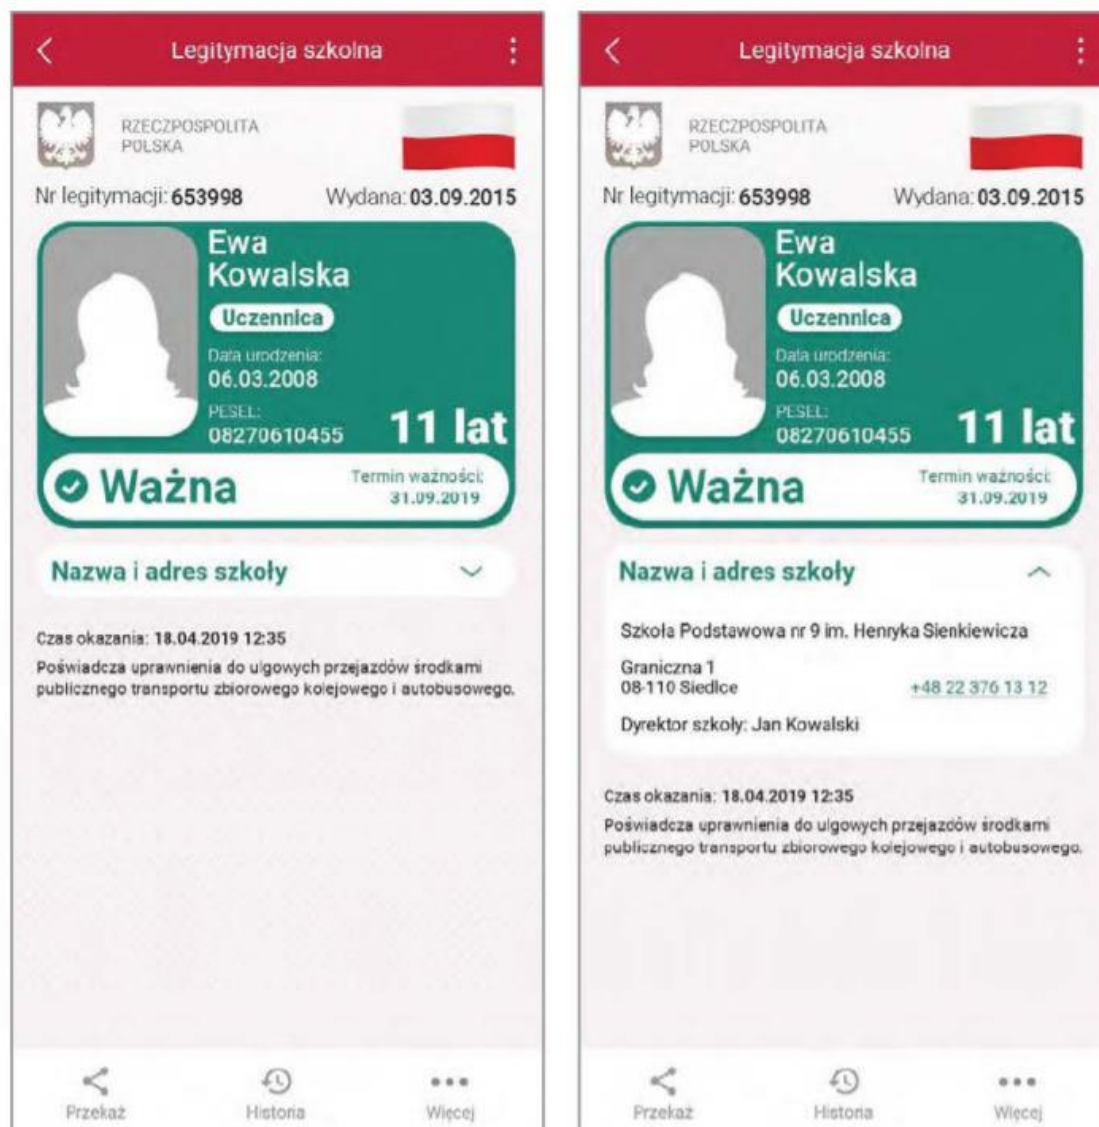 Legitymacja szkolna
RZECZPOSPOLITA
POLSKA
Nr legitymacji: 653998 Wydana: 03.09.2015
Ewa
Kowalska
Uczennica
Data urodzenia:
06.03.2008
PESEL:
08270610455
11 lat
Ważna
Termin ważności:
31.09.2019
Nazwa i adres szkoły
Czas okazania: 18.04.2019 12:35
Poświadcza uprawnienia do ulgowych przejazdów środkami
publicznego transportu zbiorowego kolejowego i autobusowego.
Przekaż Historia Więcej
Legitymacja szkolna
RZECZPOSPOLITA
POLSKA
Nr legitymacji: 653998 Wydana: 03.09.2015
Ewa
Kowalska
Uczennica
Data urodzenia:
06.03.2008
PESEL:
08270610455
11 lat
Ważna
Termin ważności:
31.09.2019
Nazwa i adres szkoły
Szkoła Podstawowa nr 9 im. Henryka Sienkiewicza
Graniczna 1
08-110 Siedlce +48 22 376 13 12
Dyrektor szkoły: Jan Kowalski
Czas okazania: 18.04.2019 12:35
Poświadcza uprawnienia do ulgowych przejazdów środkami
publicznego transportu zbiorowego kolejowego i autobusowego.
Przekaż Historia Więcej